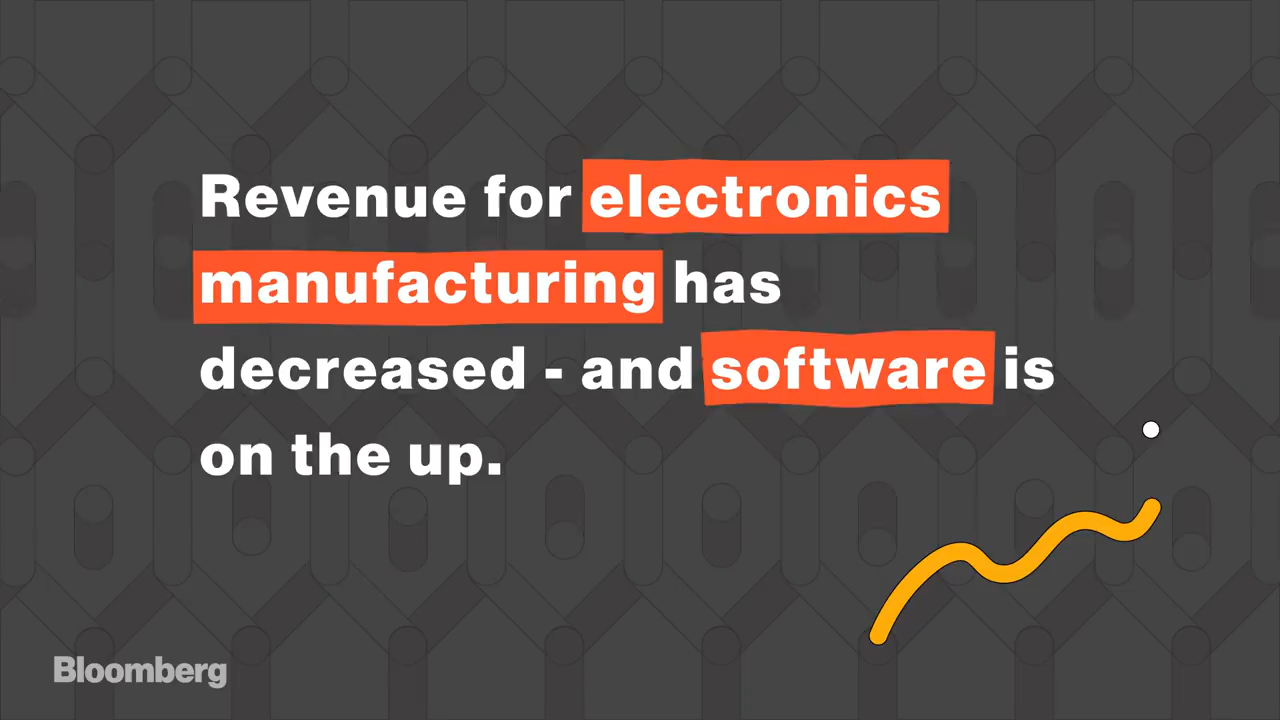 Revenue for electronics
manufacturing has
decreased - and software is
on the up.
Bloomberg